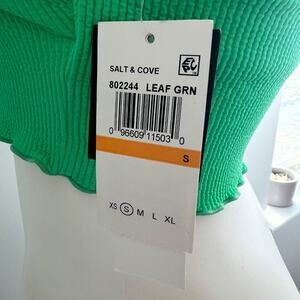 SALT & COVE
802244 LEAF GRN
0 96609 11503 0
S
XS S M L XL